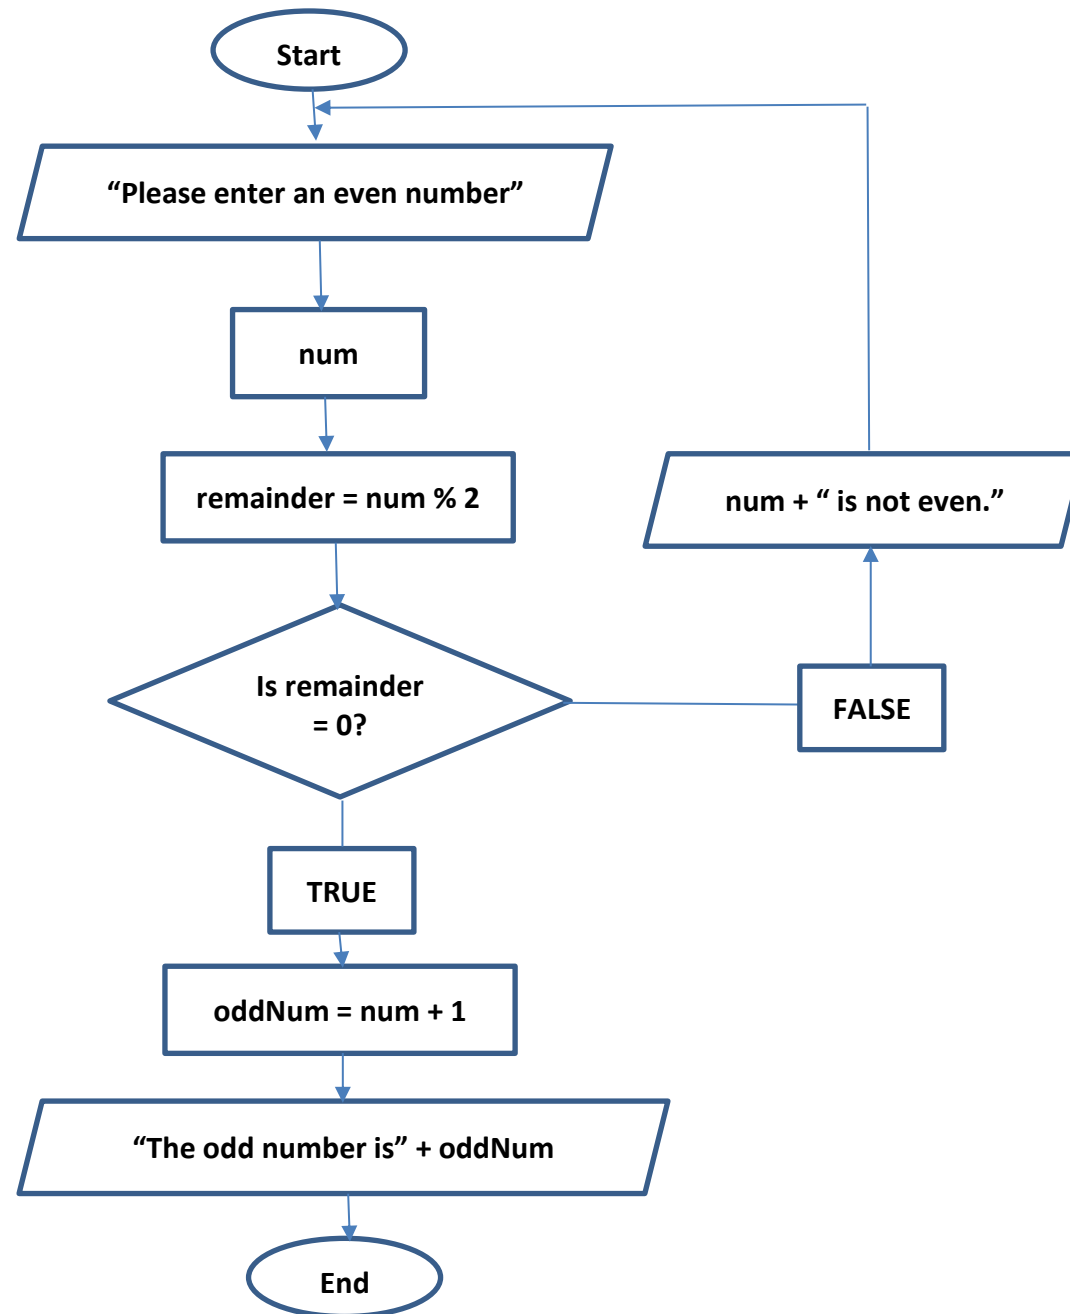 Start
“Please enter an even number”
num
remainder = num % 2
num + “ is not even.”
Is remainder
= 0?
FALSE
TRUE
oddNum = num + 1
“The odd number is” + oddNum
End